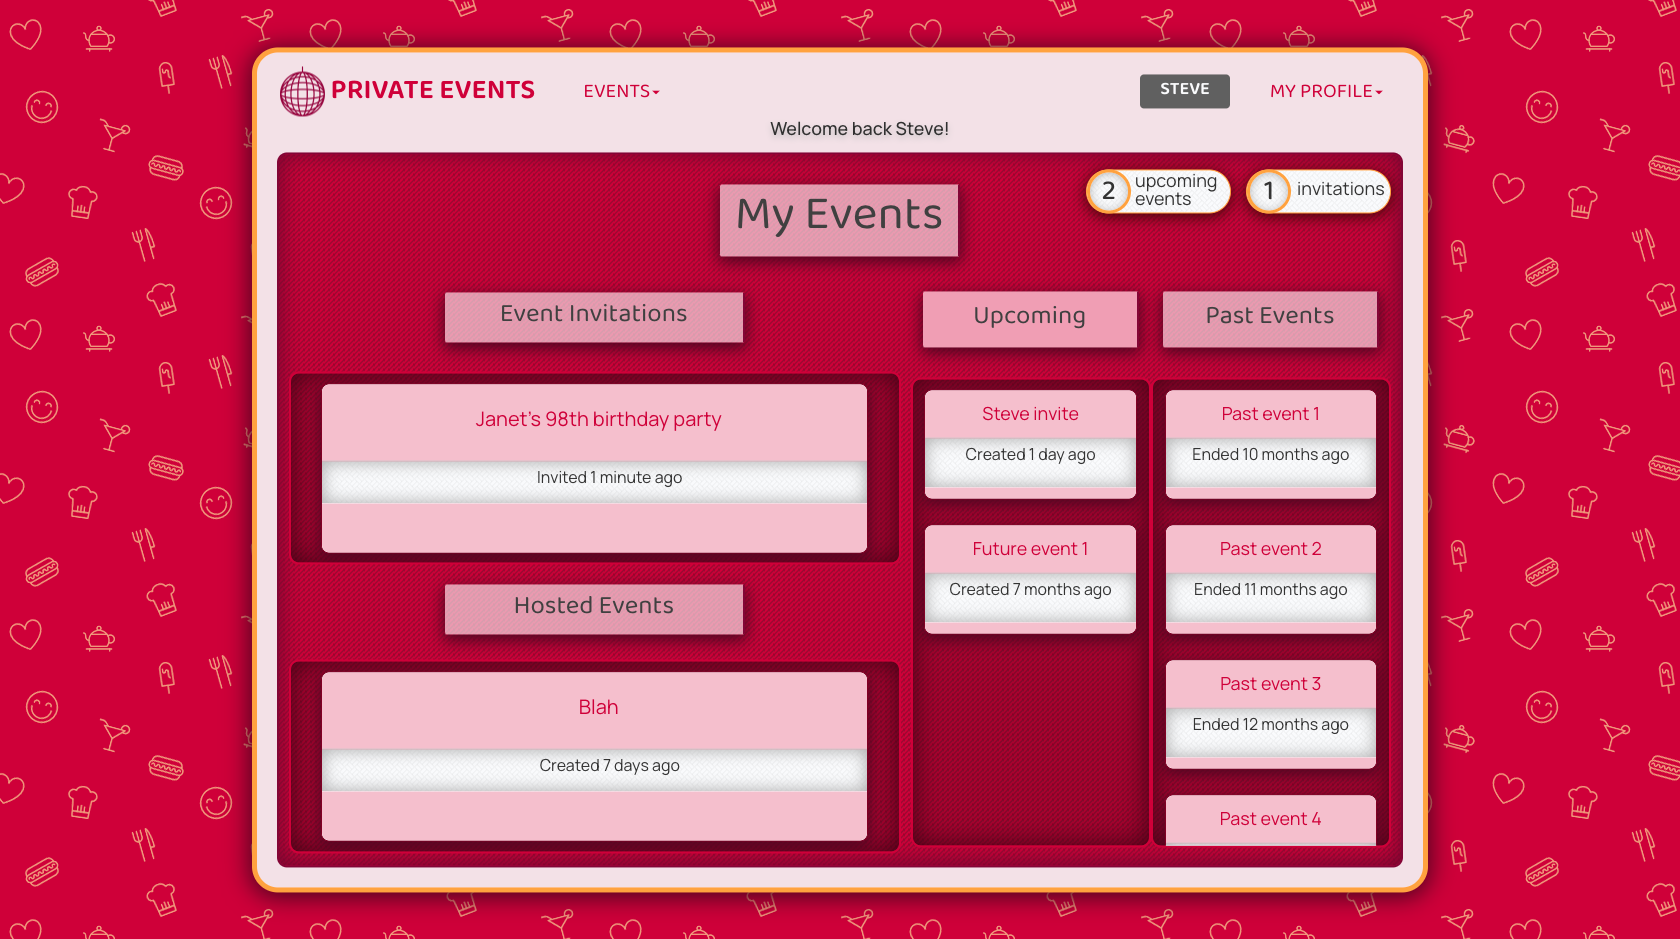 PRIVATE EVENTS
EVENTS
STEVE
MY PROFILE
Welcome back Steve!
2 upcoming
events
1 invitations
My Events
Event Invitations
Janet's 98th birthday party
Invited 1 minute ago
Hosted Events
Blah
Created 7 days ago
Upcoming
Steve invite
Created 1 day ago
Future event 1
Created 7 months ago
Past Events
Past event 1
Ended 10 months ago
Past event 2
Ended 11 months ago
Past event 3
Ended 12 months ago
Past event 4